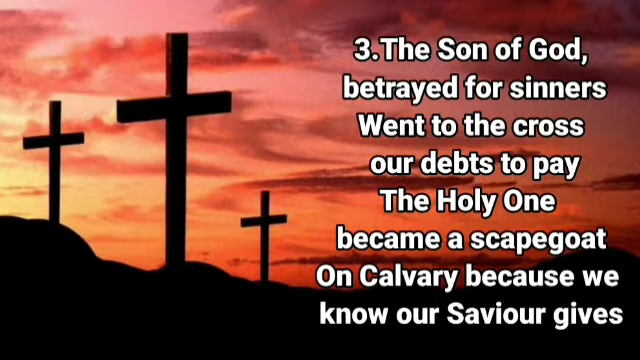 3.The Son of God,
betrayed for sinners
Went to the cross
our debts to pay
The Holy One
became a scapegoat
On Calvary because we
know our Saviour gives